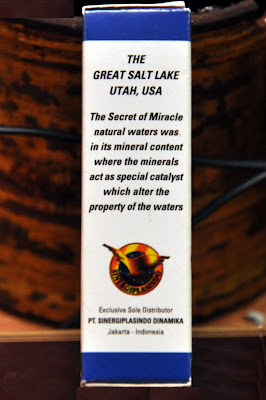 THE
GREAT SALT LAKE
UTAH, USA
The Secret of Miracle
natural waters was
in its mineral content
where the minerals
act as special catalyst
which alter the
property of the waters
SINERGIPLASINDO
Exclusive Sole Distributor
PT. SINERGIPLASINDO DINAMIKA
Jakarta - Indonesia